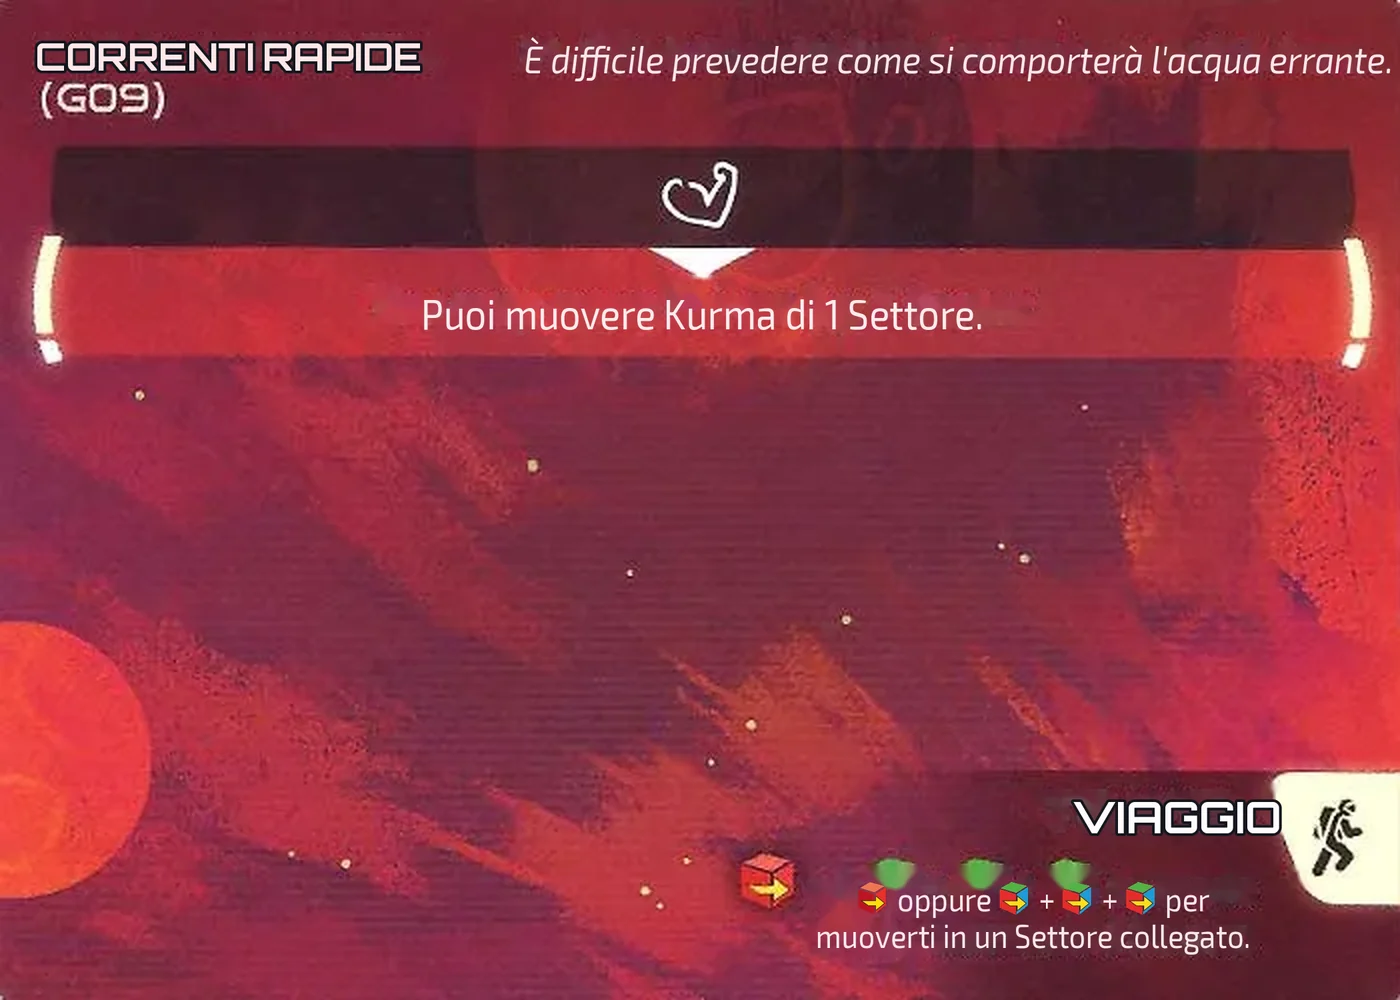 CORRENTI RAPIDE
(G09)
È difficile prevedere come si comporterà l'acqua errante.
Puoi muovere Kurma di 1 Settore.
VIAGGIO
oppure + + per
muoverti in un Settore collegato.